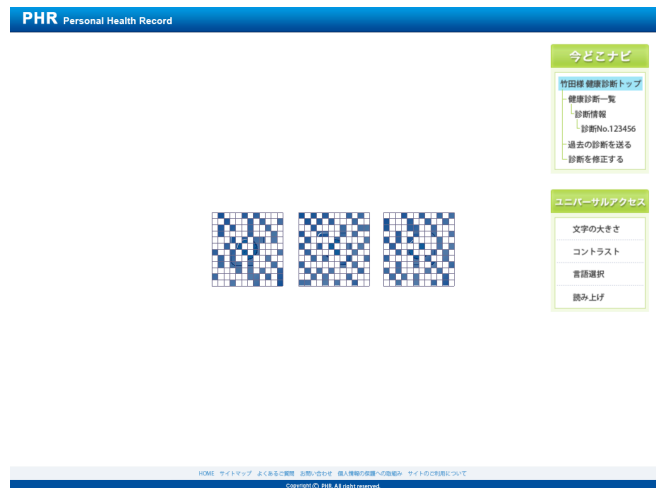 PHR Personal Health Record
今どこナビ
竹田様 健康診断トップ
健康診断一覧
診断情報
診断No.123456
過去の診断を送る
診断を修正する
ユニバーサルアクセス
文字の大きさ
コントラスト
言語選択
読み上げ
HOME サイトマップ よくあるご質問 お問い合わせ 個人情報の保護への取組み サイトのご利用について
Copyright (C) PHR. All right reserved.